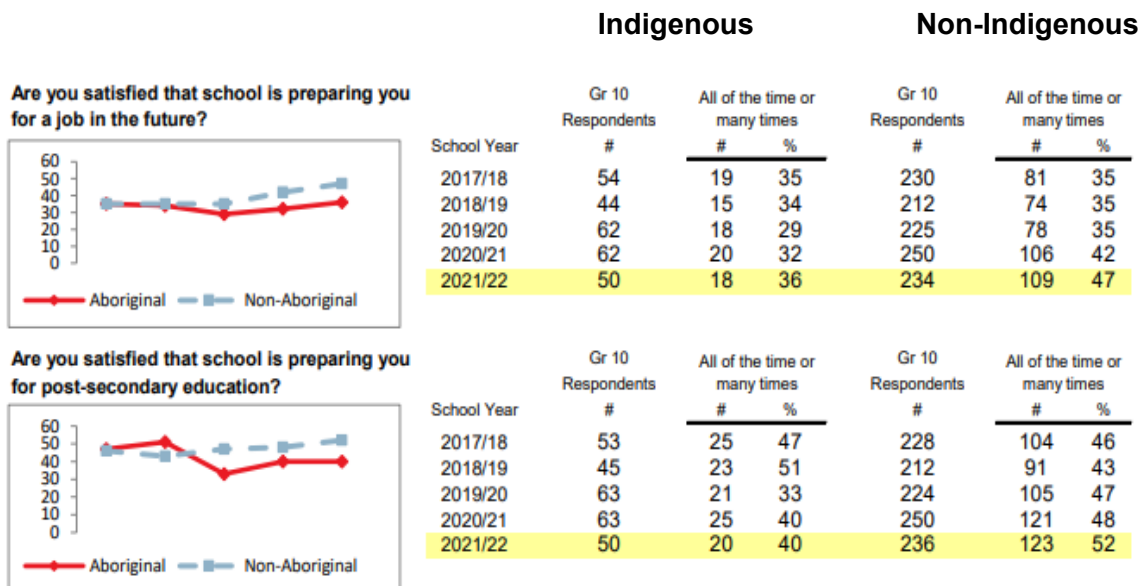 Indigenous Non-Indigenous
Are you satisfied that school is preparing you
for a job in the future?
60
50
40
30
20
10
0
Aboriginal Non-Aboriginal
Gr 10 All of the time or Gr 10 All of the time or
Respondents many times Respondents many times
School Year # # % # # %
2017/18 54 19 35 230 81 35
2018/19 44 15 34 212 74 35
2019/20 62 18 29 225 78 35
2020/21 62 20 32 250 106 42
2021/22 50 18 36 234 109 47
Are you satisfied that school is preparing you
for post-secondary education?
60
50
40
30
20
10
0
Aboriginal Non-Aboriginal
Gr 10 All of the time or Gr 10 All of the time or
Respondents many times Respondents many times
School Year # # % # # %
2017/18 53 25 47 228 104 46
2018/19 45 23 51 212 91 43
2019/20 63 21 33 224 105 47
2020/21 63 25 40 250 121 48
2021/22 50 20 40 236 123 52